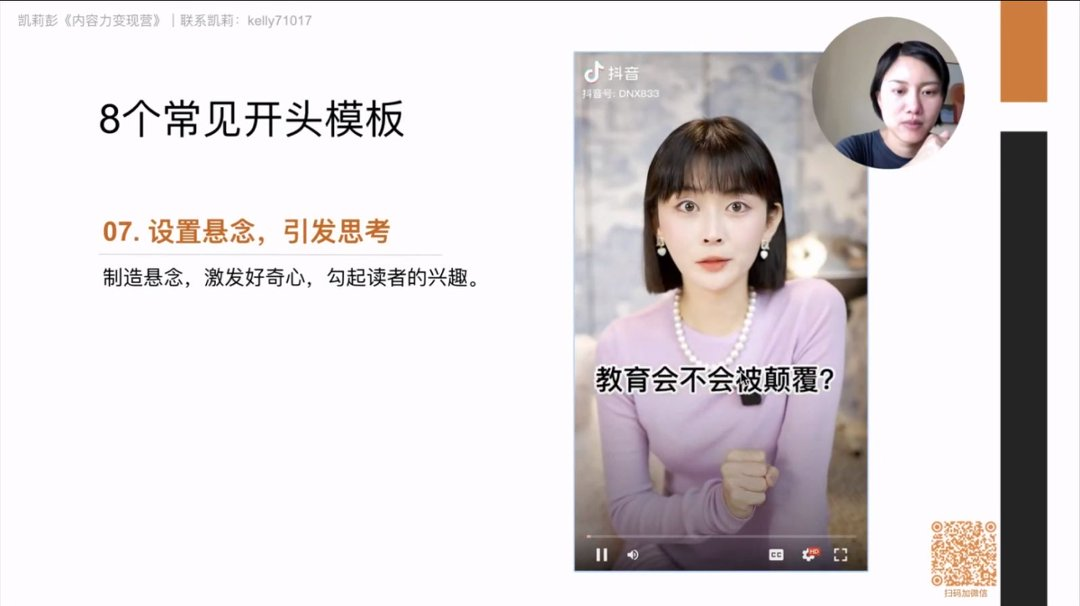 凯莉彭《内容力变现营》｜联系凯莉：kelly71017
8个常见开头模板
07. 设置悬念，引发思考
制造悬念，激发好奇心，勾起读者的兴趣。
抖音
抖音号: DNX833
教育会不会被颠覆?
CC
HD
扫码加微信